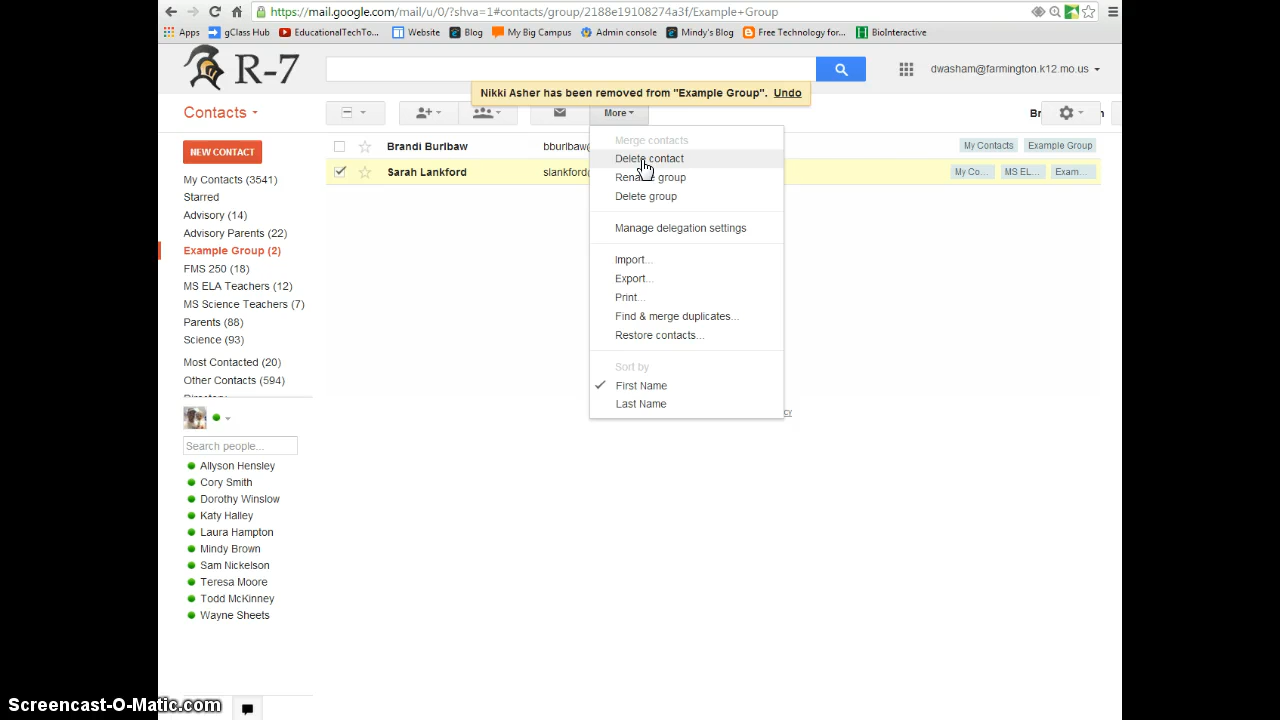 https://mail.google.com/mail/u/0/?shva=1#contacts/group/2188e19108274a3f/Example+Group
Apps gClass Hub EducationalTechTo... Website Blog My Big Campus Admin console Mindy's Blog Free Technology for... BioInteractive
R-7
dwasham@farmington.k12.mo.us
Nikki Asher has been removed from "Example Group". Undo
Contacts
More
NEW CONTACT
My Contacts (3541)
Starred
Advisory (14)
Advisory Parents (22)
Example Group (2)
FMS 250 (18)
MS ELA Teachers (12)
MS Science Teachers (7)
Parents (88)
Science (93)
Most Contacted (20)
Other Contacts (594)
Brandi Burlbaw bburlbaw@ My Contacts Example Group
Sarah Lankford slankford@ My Co... MS EL... Exam...
Merge contacts
Delete contact
Rename group
Delete group
Manage delegation settings
Import...
Export...
Print...
Find & merge duplicates...
Restore contacts...
Sort by
First Name
Last Name
Search people...
Allyson Hensley
Cory Smith
Dorothy Winslow
Katy Halley
Laura Hampton
Mindy Brown
Sam Nickelson
Teresa Moore
Todd McKinney
Wayne Sheets
Screencast-O-Matic.com